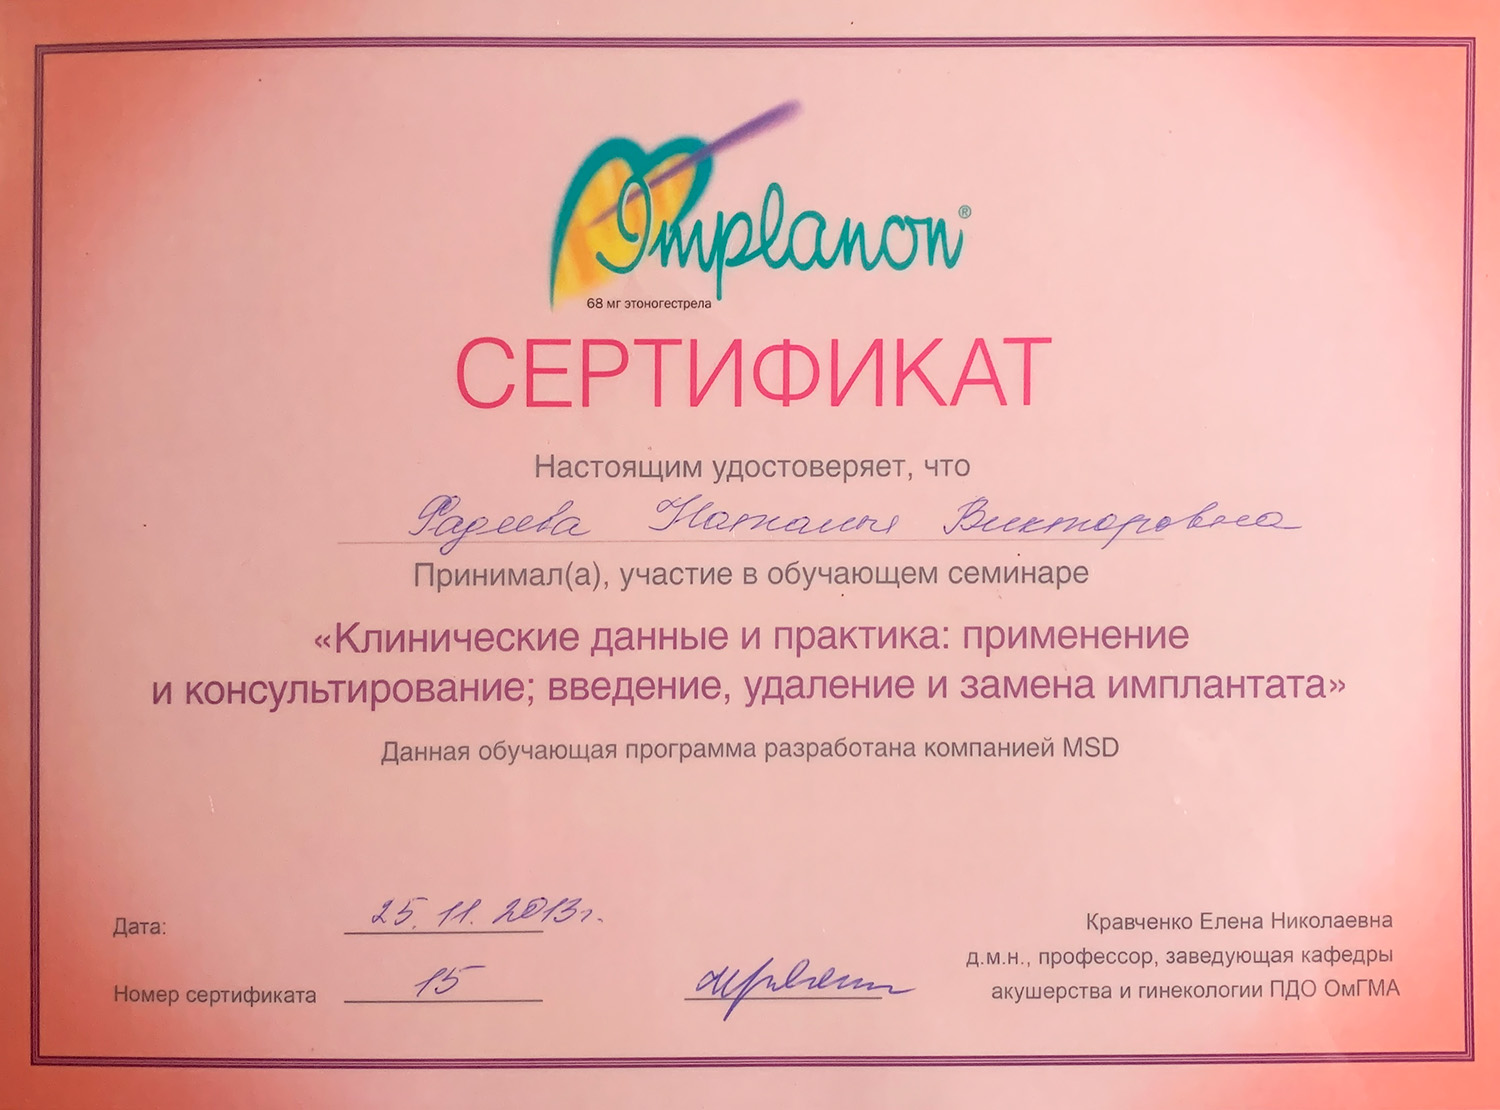 Implanon®
68 мг этоногестрела
СЕРТИФИКАТ
Настоящим удостоверяет, что
Фадеева Наталья Викторовна
Принимал(а), участие в обучающем семинаре
«Клинические данные и практика: применение
и консультирование; введение, удаление и замена имплантата»
Данная обучающая программа разработана компанией MSD
Дата: 25.11.2013г.
Номер сертификата 15
Кравченко Елена Николаевна
д.м.н., профессор, заведующая кафедры
акушерства и гинекологии ПДО ОмГМА